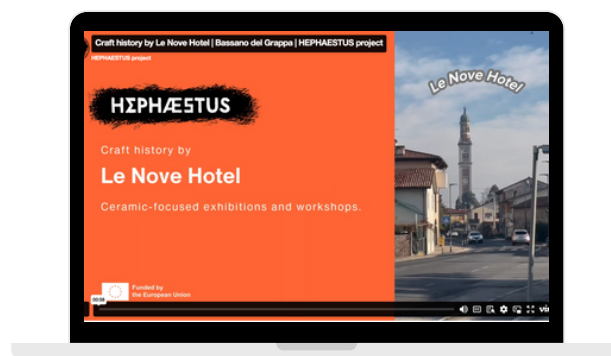 Craft history by Le Nove Hotel | Bassano del Grappa | HEPHAESTUS project
HEPHAESTUS project
HΣPHÆSTUS
Craft history by
Le Nove Hotel
Ceramic-focused exhibitions and workshops.
Funded by
the European Union
00:58
Le Nove Hotel